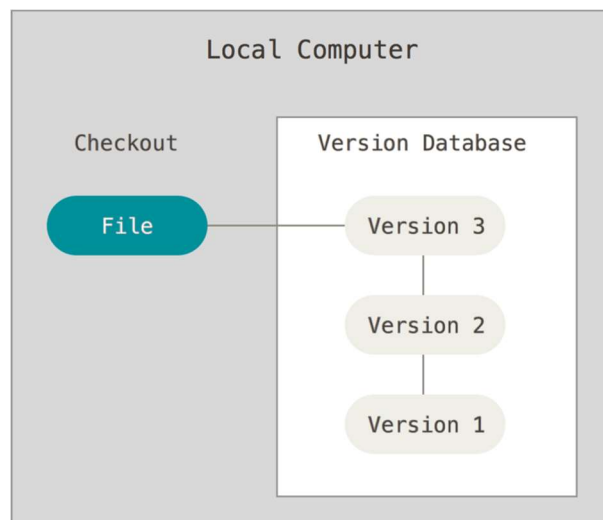 Local Computer
Checkout
Version Database
File
Version 3
Version 2
Version 1